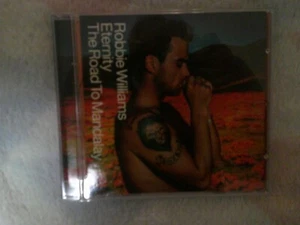 Robbie Williams
Eternity
The Road To Mandalay